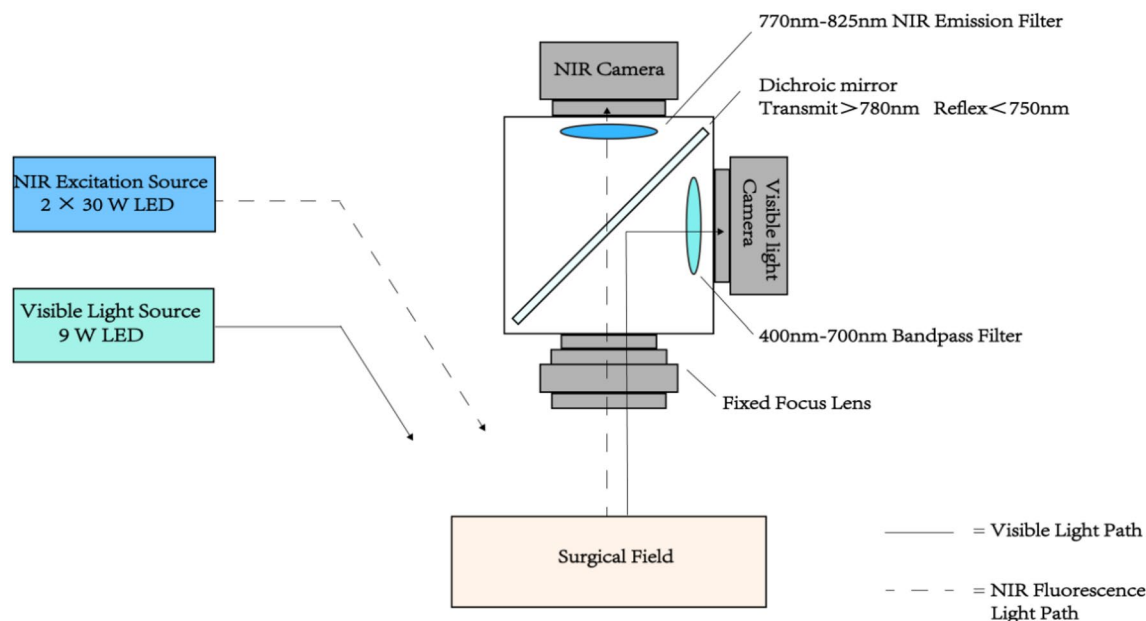 770nm-825nm NIR Emission Filter
NIR Camera
Dichroic mirror
Transmit＞780nm Reflex＜750nm
NIR Excitation Source
2 × 30 W LED
Visible light
Camera
Visible Light Source
9 W LED
400nm-700nm Bandpass Filter
Fixed Focus Lens
Surgical Field
= Visible Light Path
= NIR Fluorescence
Light Path